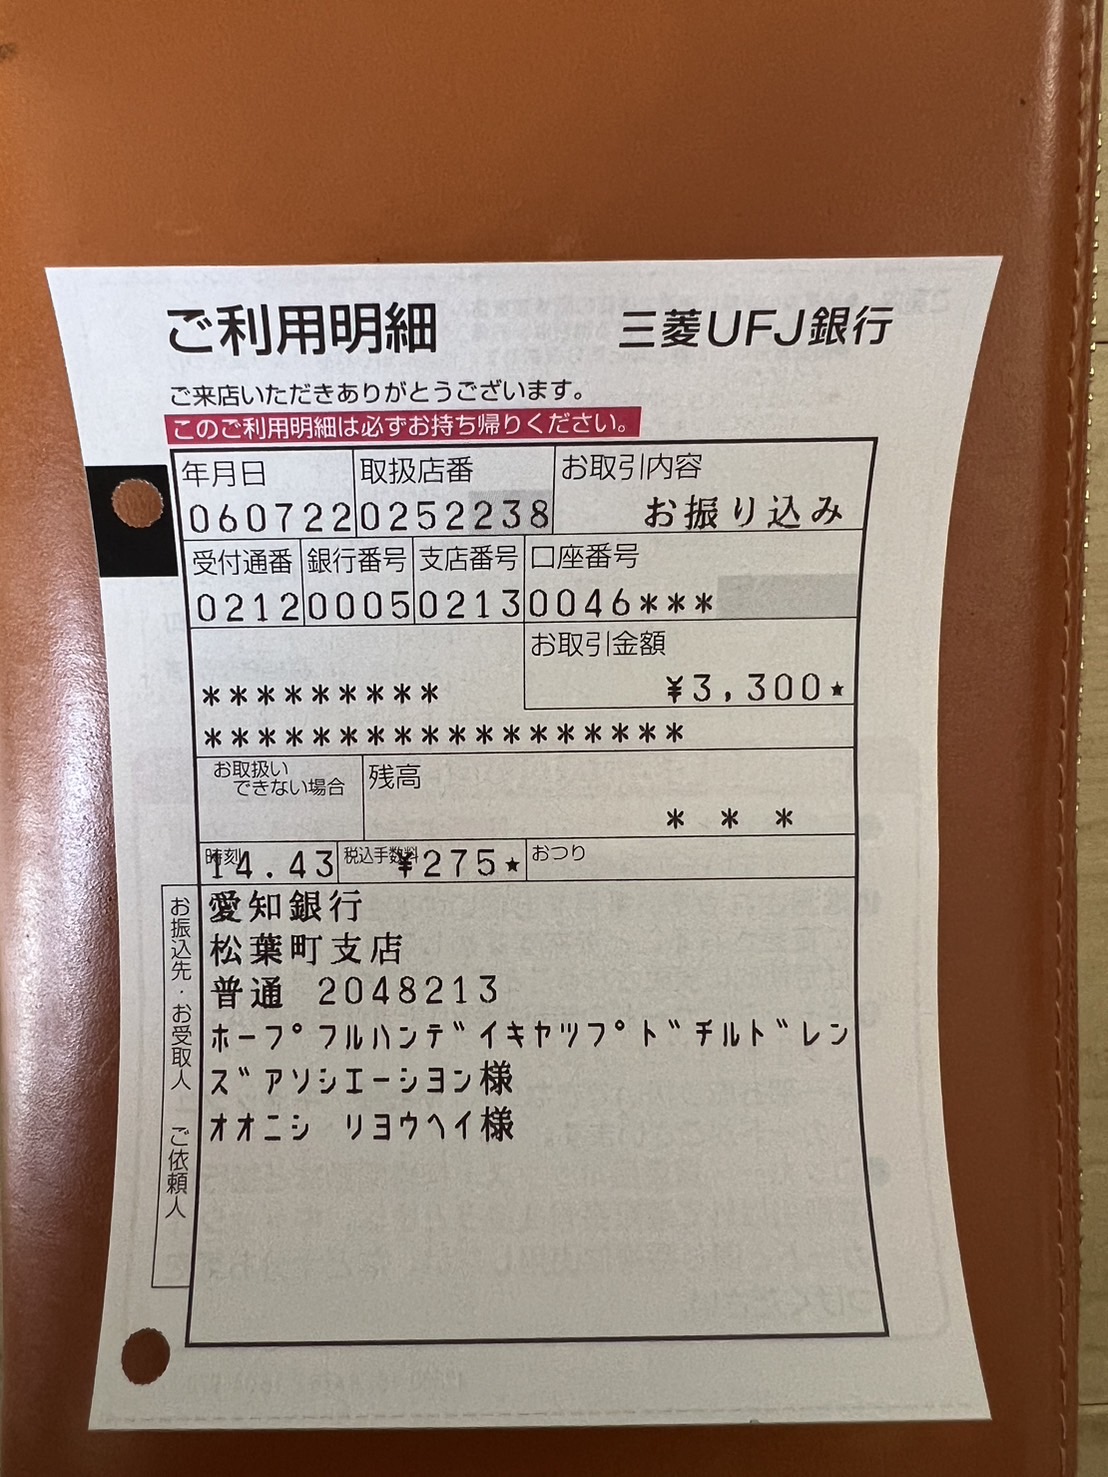 ご利用明細 三菱UFJ銀行
ご来店いただきありがとうございます。
このご利用明細は必ずお持ち帰りください。
年月日 取扱店番 お取引内容
060722 0252238 お振り込み
受付通番 銀行番号 支店番号 口座番号
0212 0005 0213 0046***
お取引金額
********* ¥3,300★
******************
お取扱い
できない場合
残高
* * *
時刻 税込手数料 おつり
14.43 ¥275★
お振込先・お受取人 ご依頼人
愛知銀行
松葉町支店
普通 2048213
ホープフルハンデイキヤツプドチルドレン
ズアソシエーシヨン様
オオニシ リヨウヘイ様